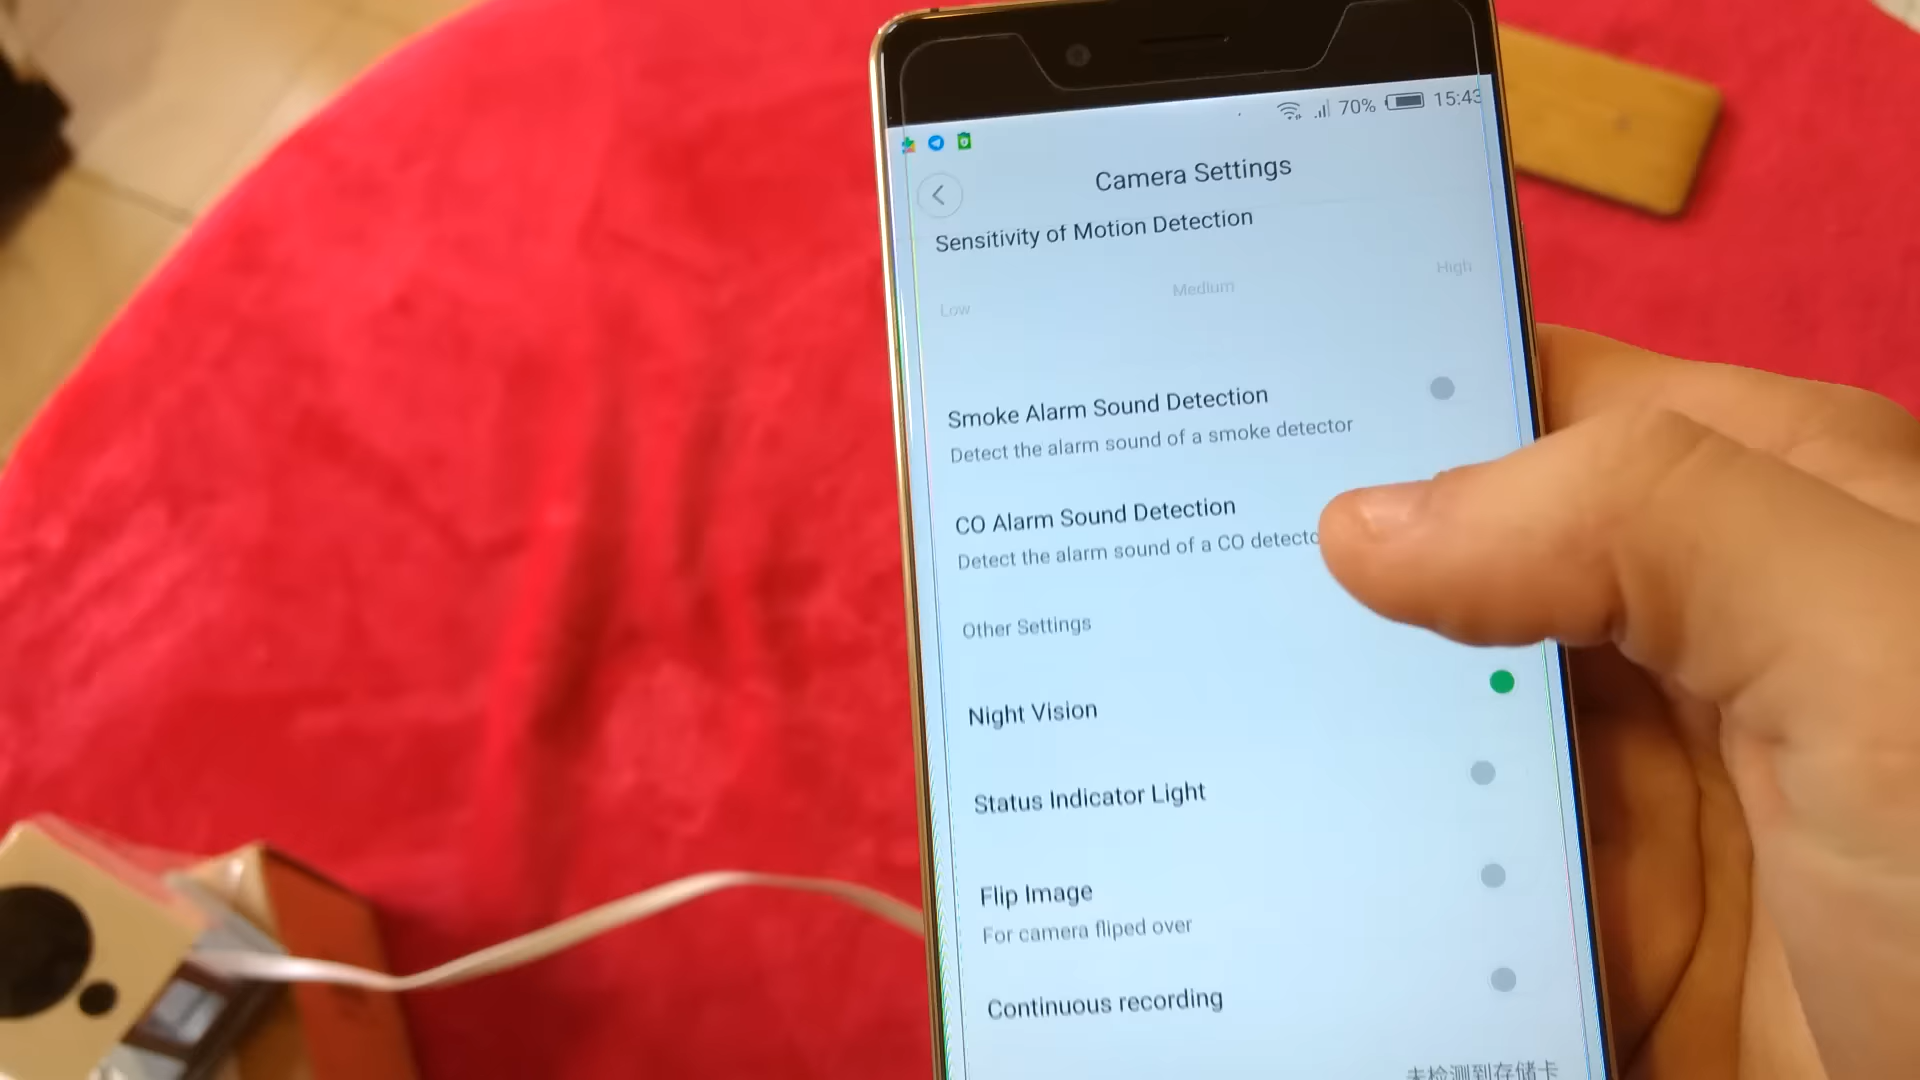 70% 15:43
Camera Settings
Sensitivity of Motion Detection
Low Medium High
Smoke Alarm Sound Detection
Detect the alarm sound of a smoke detector
CO Alarm Sound Detection
Detect the alarm sound of a CO detecto
Other Settings
Night Vision
Status Indicator Light
Flip Image
For camera fliped over
Continuous recording
未检测到存储卡